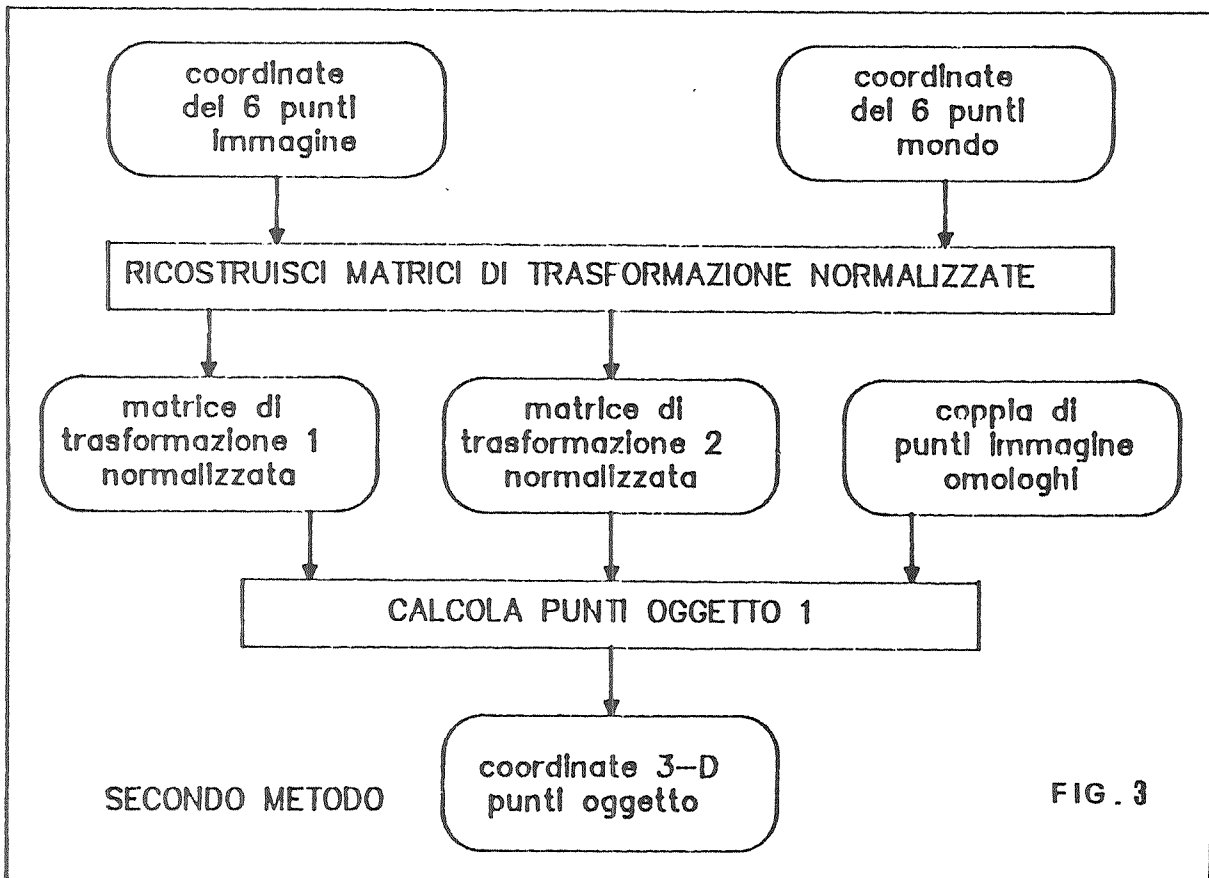 coordinate
dei 6 punti
immagine
coordinate
dei 6 punti
mondo
RICOSTRUISCI MATRICI DI TRASFORMAZIONE NORMALIZZATE
matrice di
trasformazione 1
normalizzata
matrice di
trasformazione 2
normalizzata
coppia di
punti immagine
omologhi
CALCOLA PUNTI OGGETTO 1
coordinate 3-D
punti oggetto
SECONDO METODO
FIG. 3